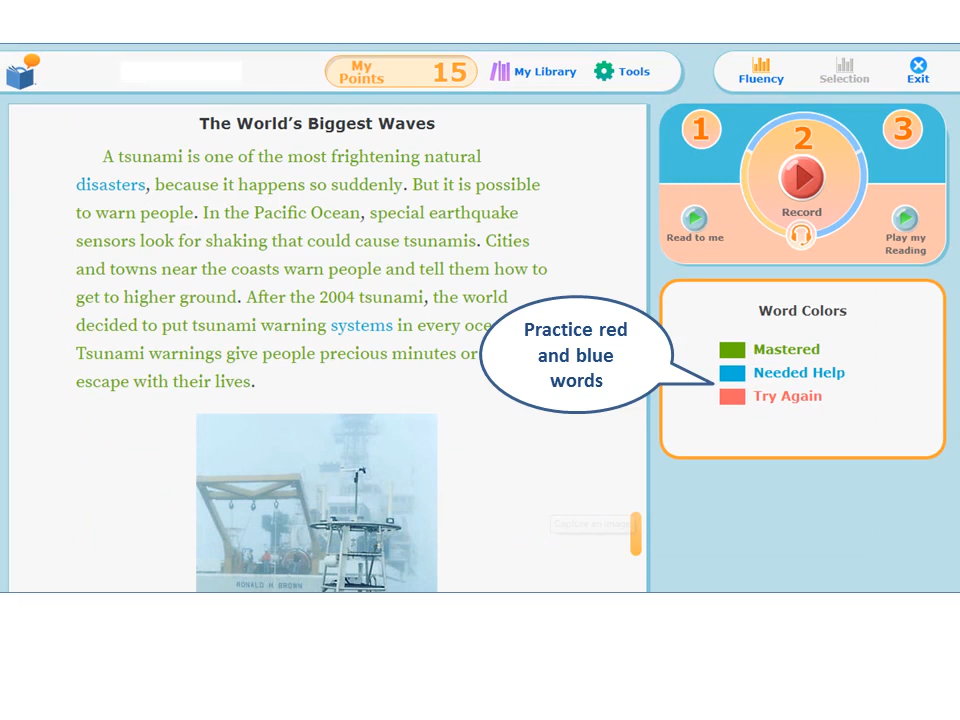 My Points 15
My Library
Tools
Fluency
Selection
Exit
The World's Biggest Waves
A tsunami is one of the most frightening natural
disasters, because it happens so suddenly. But it is possible
to warn people. In the Pacific Ocean, special earthquake
sensors look for shaking that could cause tsunamis. Cities
and towns near the coasts warn people and tell them how to
get to higher ground. After the 2004 tsunami, the world
decided to put tsunami warning systems in every
Tsunami warnings give people precious minutes or
escape with their lives.
RONALD H BROWN
Capture an image
1
2
3
Record
Read to me
Play my
Reading
Practice red
and blue
words
Word Colors
Mastered
Needed Help
Try Again